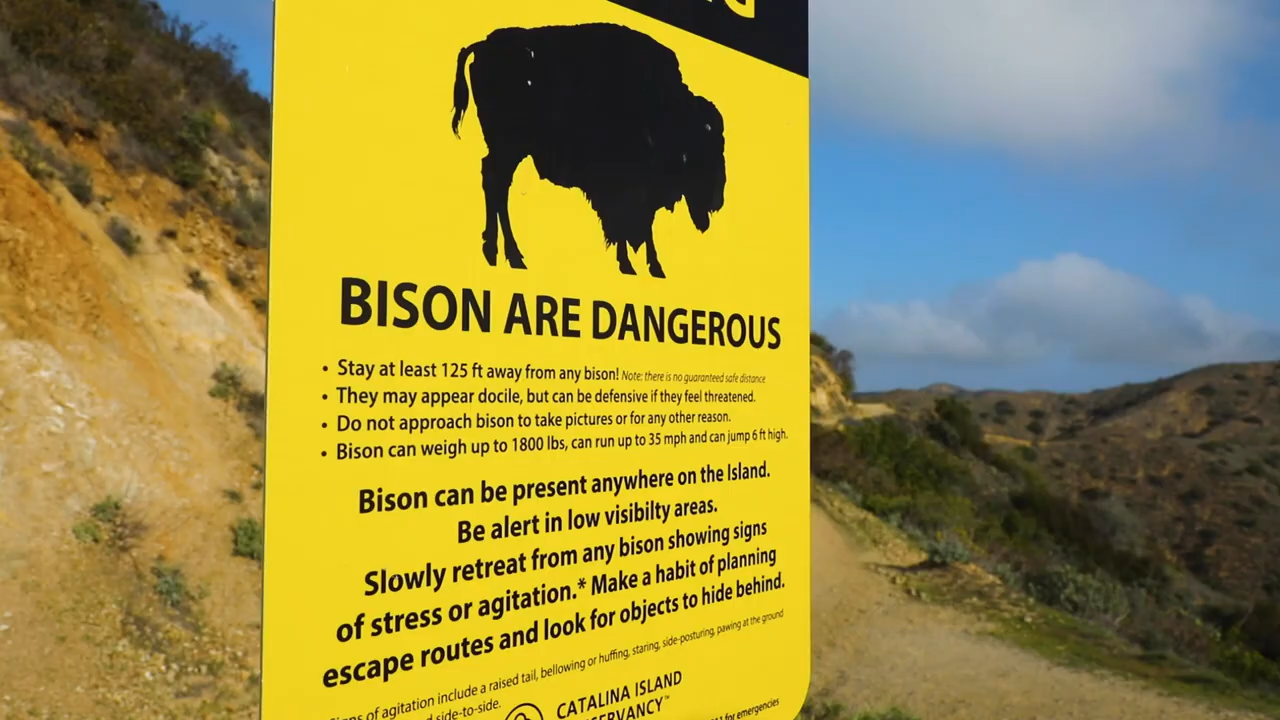 BISON ARE DANGEROUS
• Stay at least 125 ft away from any bison! Note: there is no guaranteed safe distance
• They may appear docile, but can be defensive if they feel threatened.
• Do not approach bison to take pictures or for any other reason.
• Bison can weigh up to 1800 lbs, can run up to 35 mph and can jump 6 ft high.
Bison can be present anywhere on the Island.
Be alert in low visibilty areas.
Slowly retreat from any bison showing signs
of stress or agitation.* Make a habit of planning
escape routes and look for objects to hide behind.
of agitation include a raised tail, bellowing or huffing, staring, side-posturing, pawing at the ground
side-to-side.
CATALINA ISLAND
for emergencies